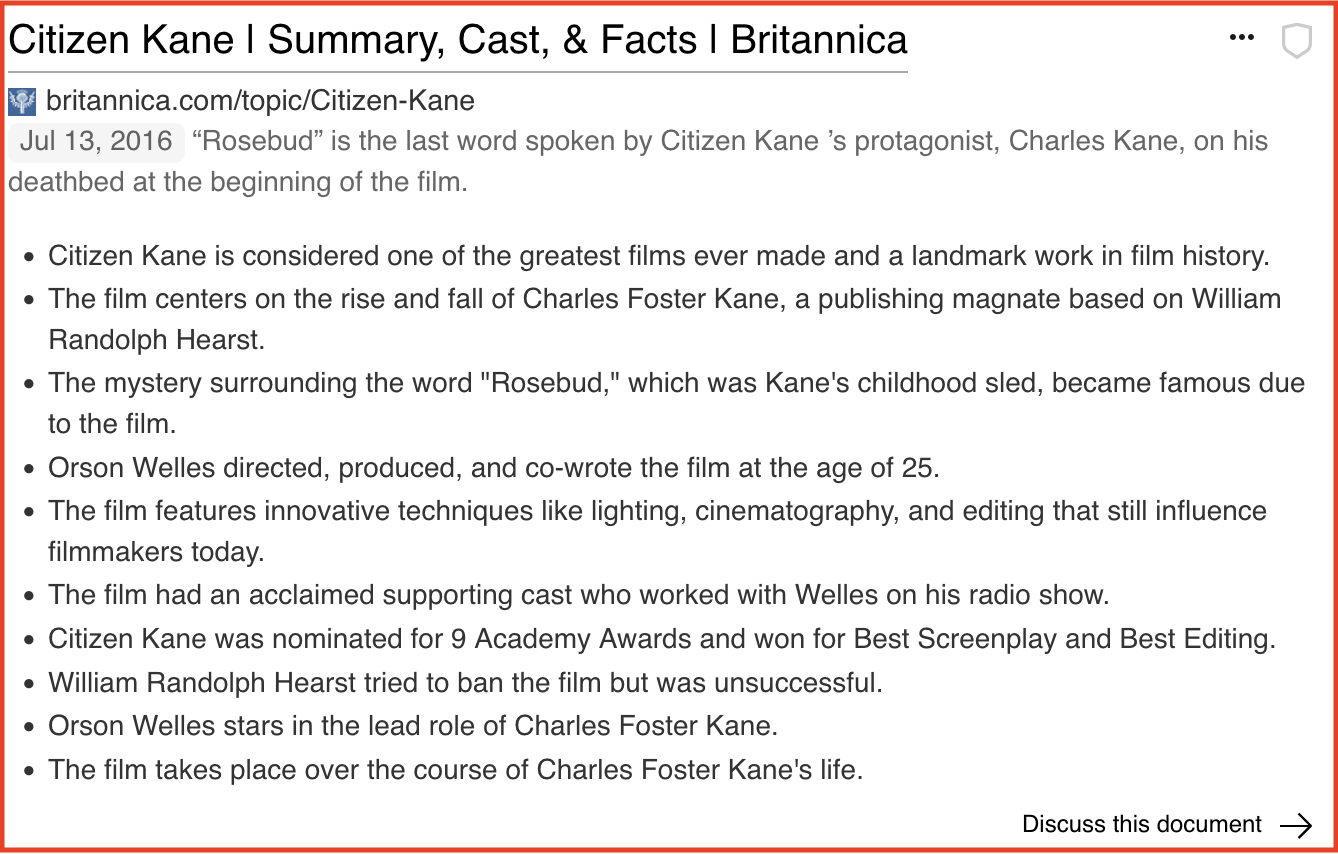 Citizen Kane | Summary, Cast, & Facts | Britannica
britannica.com/topic/Citizen-Kane
Jul 13, 2016 “Rosebud” is the last word spoken by Citizen Kane ’s protagonist, Charles Kane, on his
deathbed at the beginning of the film.
• Citizen Kane is considered one of the greatest films ever made and a landmark work in film history.
• The film centers on the rise and fall of Charles Foster Kane, a publishing magnate based on William
Randolph Hearst.
• The mystery surrounding the word "Rosebud," which was Kane's childhood sled, became famous due
to the film.
• Orson Welles directed, produced, and co-wrote the film at the age of 25.
• The film features innovative techniques like lighting, cinematography, and editing that still influence
filmmakers today.
• The film had an acclaimed supporting cast who worked with Welles on his radio show.
• Citizen Kane was nominated for 9 Academy Awards and won for Best Screenplay and Best Editing.
• William Randolph Hearst tried to ban the film but was unsuccessful.
• Orson Welles stars in the lead role of Charles Foster Kane.
• The film takes place over the course of Charles Foster Kane's life.
Discuss this document →